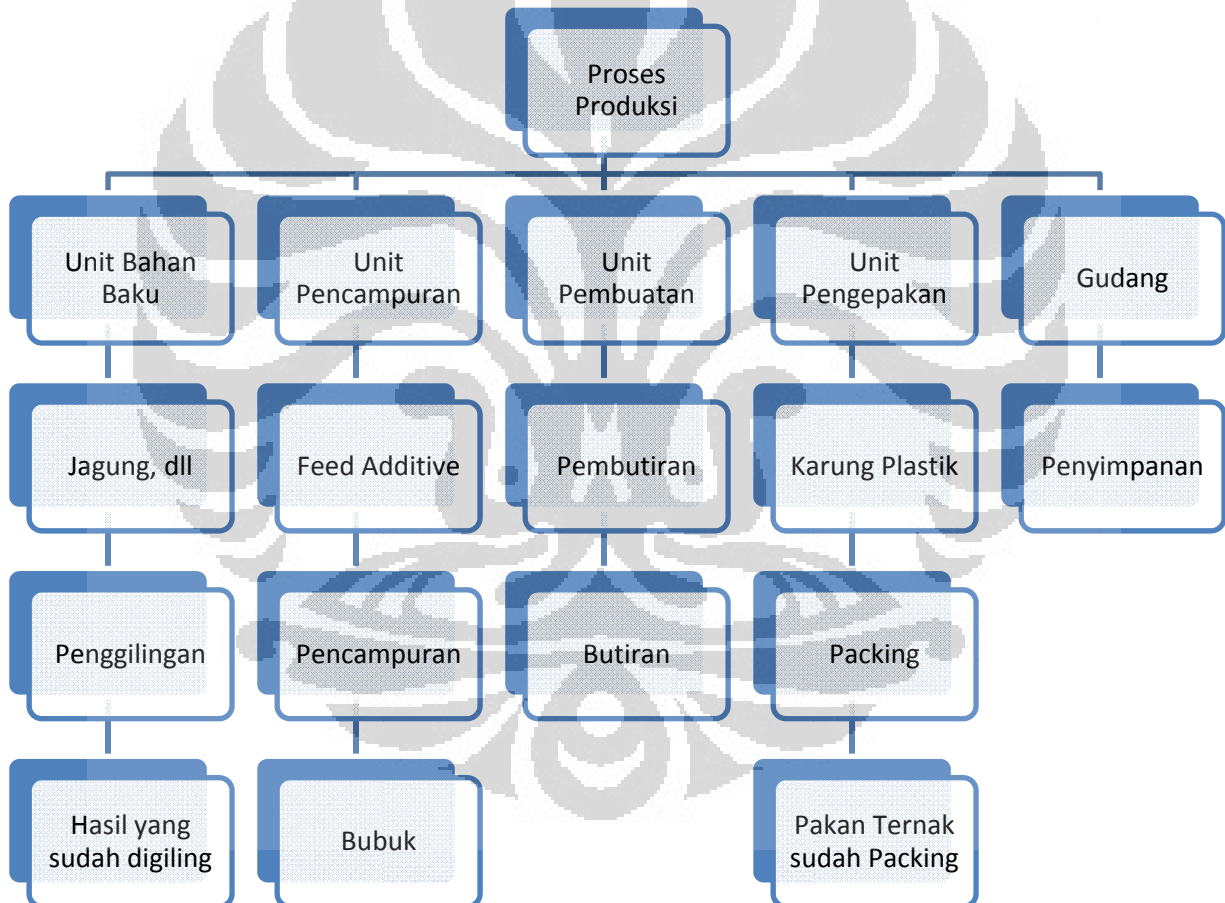 Proses
Produksi
Unit Bahan
Baku
Unit
Pencampuran
Unit
Pembuatan
Unit
Pengepakan
Gudang
Jagung, dll
Feed Additive
Pembutiran
Karung Plastik
Penyimpanan
Penggilingan
Pencampuran
Butiran
Packing
Hasil yang
sudah digiling
Bubuk
Pakan Ternak
sudah Packing